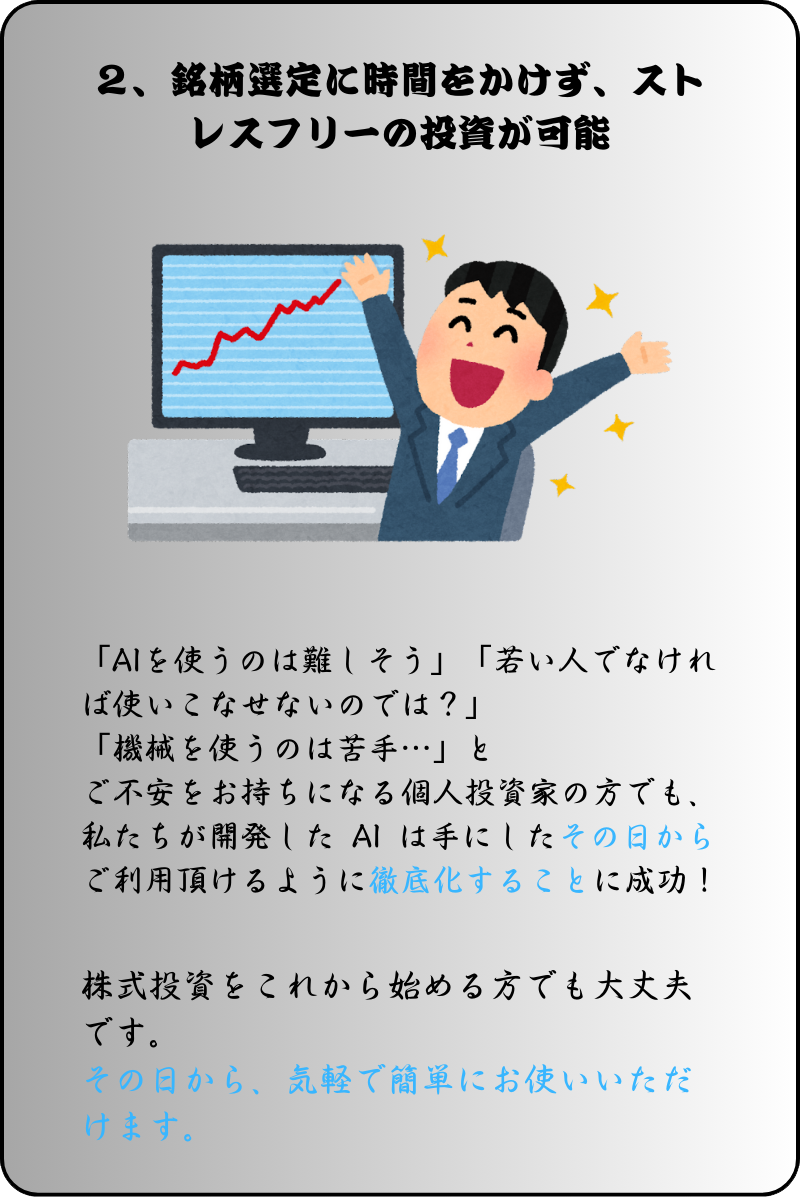 ２、銘柄選定に時間をかけず、スト
レスフリーの投資が可能
「AIを使うのは難しそう」「若い人でなけれ
ば使いこなせないのでは？」
「機械を使うのは苦手…」と
ご不安をお持ちになる個人投資家の方でも、
私たちが開発した AI は手にしたその日から
ご利用頂けるように徹底化することに成功！
株式投資をこれから始める方でも大丈夫
です。
その日から、気軽で簡単にお使いいただ
けます。